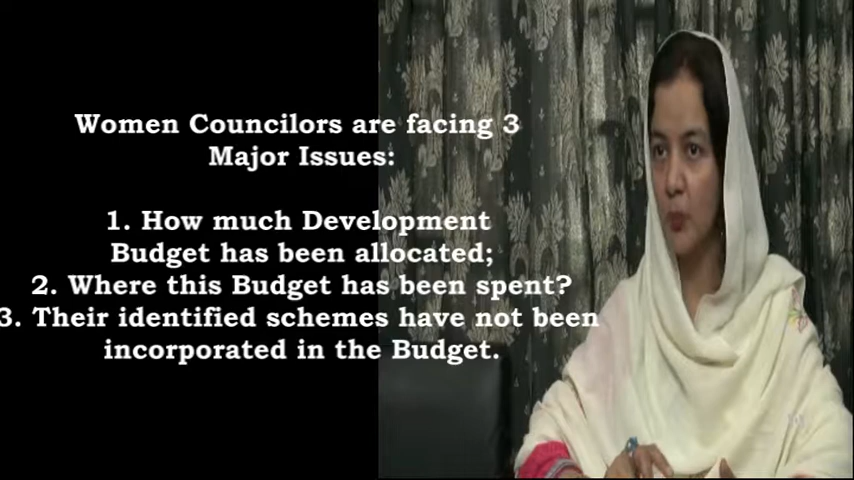 Women Councilors are facing 3
Major Issues:
1. How much Development
Budget has been allocated;
2. Where this Budget has been spent?
3. Their identified schemes have not been
incorporated in the Budget.